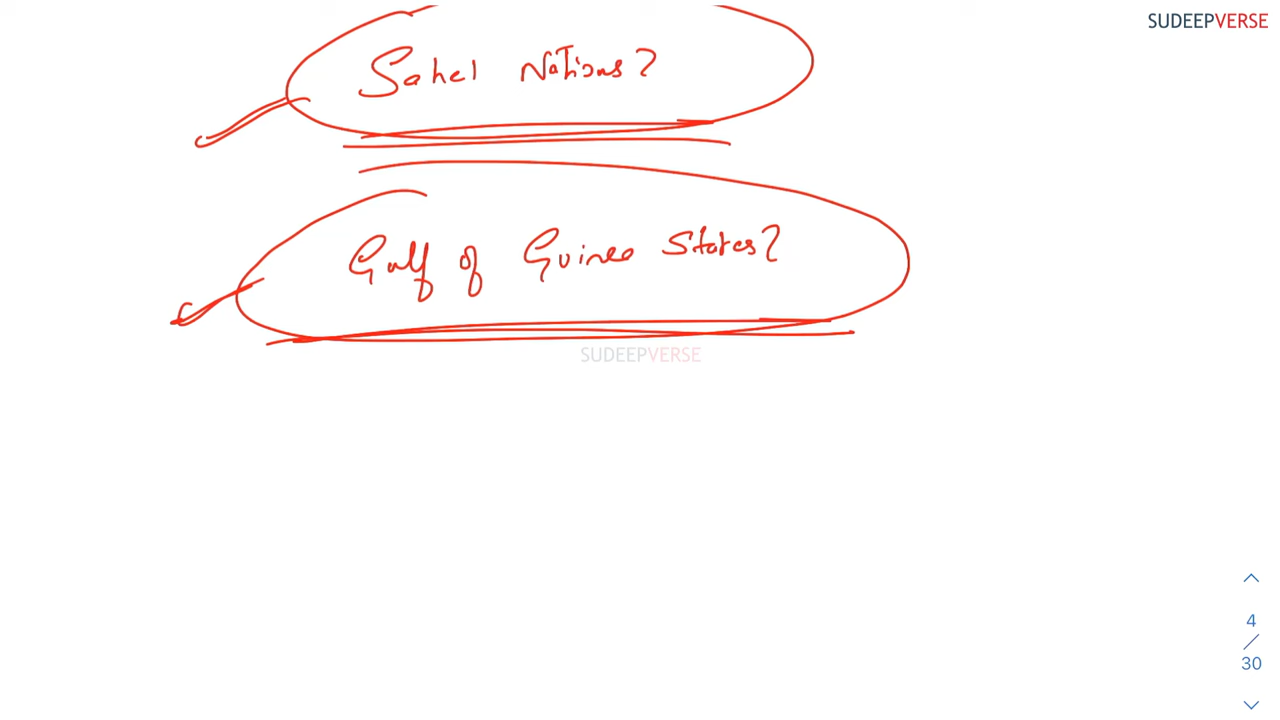 SUDEEPVERSE
Sahel Nations?
Gulf of Guinea States?
SUDEEPVERSE
4
/
30